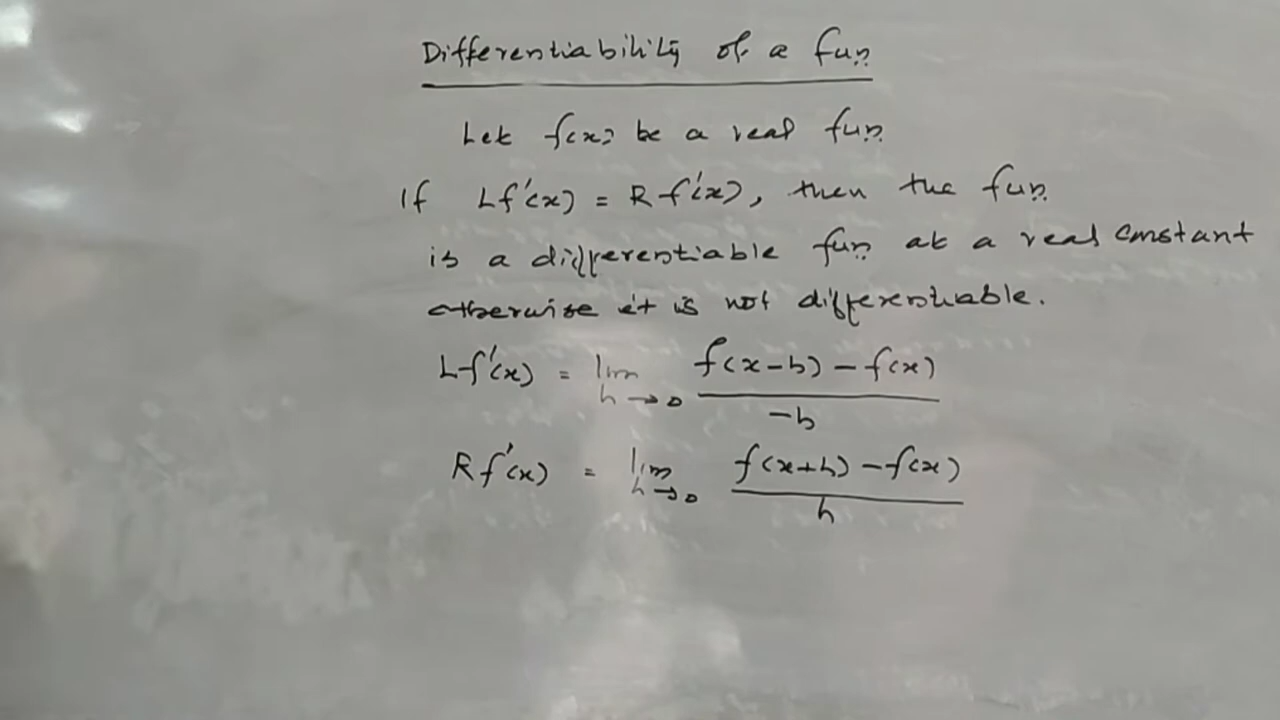 Differentiability of a fun
Let f(x) be a real fun
If Lf'(x) = Rf'(x), then the fun
is a differentiable fun at a real constant
otherwise it is not differentiable.
Lf'(x) = lim h→0 f(x-h) - f(x) / -h
Rf'(x) = lim h→0 f(x+h) - f(x) / h